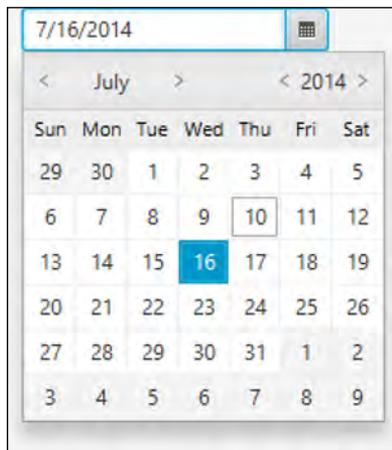 7/16/2014
< July > < 2014 >
Sun Mon Tue Wed Thu Fri Sat
29 30 1 2 3 4 5
6 7 8 9 10 11 12
13 14 15 16 17 18 19
20 21 22 23 24 25 26
27 28 29 30 31 1 2
3 4 5 6 7 8 9